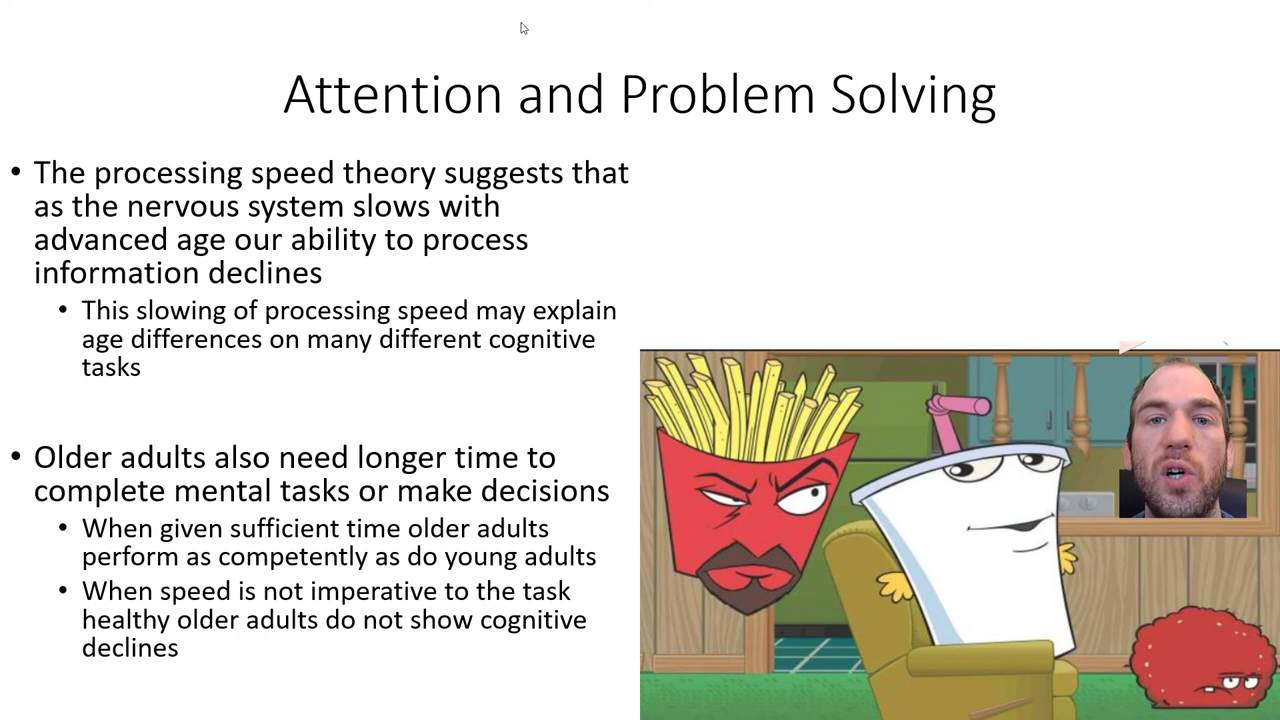 Attention and Problem Solving
• The processing speed theory suggests that
as the nervous system slows with
advanced age our ability to process
information declines
• This slowing of processing speed may explain
age differences on many different cognitive
tasks
• Older adults also need longer time to
complete mental tasks or make decisions
• When given sufficient time older adults
perform as competently as do young adults
• When speed is not imperative to the task
healthy older adults do not show cognitive
declines